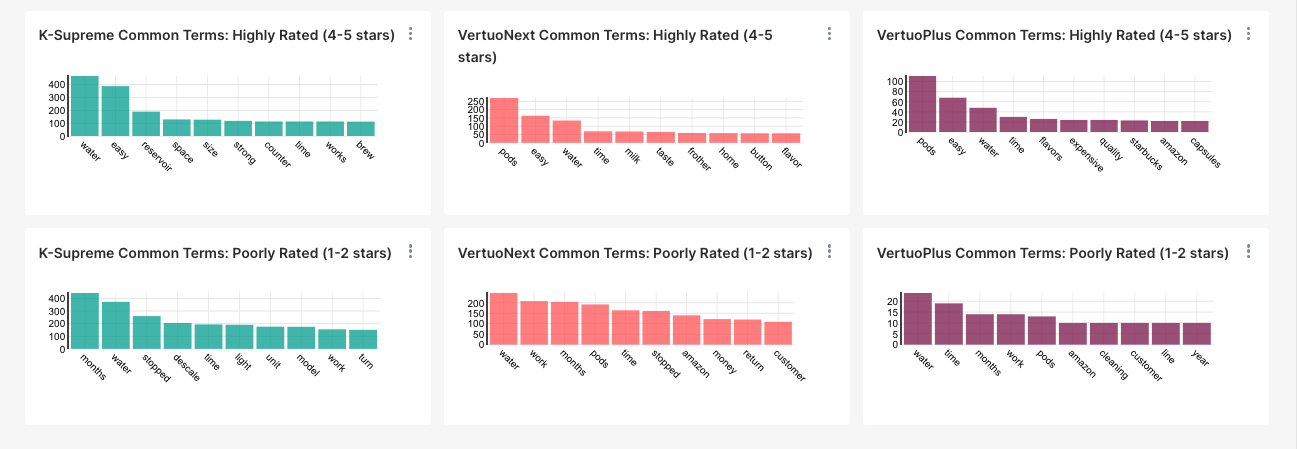 K-Supreme Common Terms: Highly Rated (4-5 stars)
400
300
200
100
0
water
easy
reservoir
space
size
strong
counter
time
works
brew
VertuoNext Common Terms: Highly Rated (4-5
stars)
250
200
150
100
50
0
pods
easy
water
time
milk
taste
frother
home
button
flavor
VertuoPlus Common Terms: Highly Rated (4-5 stars)
100
80
60
40
20
0
pods
easy
water
time
flavors
expensive
quality
starbucks
amazon
capsules
K-Supreme Common Terms: Poorly Rated (1-2 stars)
400
300
200
100
0
months
water
stopped
descale
time
light
unit
model
work
turn
VertuoNext Common Terms: Poorly Rated (1-2 stars)
200
150
100
50
0
water
work
months
pods
time
stopped
amazon
money
return
customer
VertuoPlus Common Terms: Poorly Rated (1-2 stars)
20
15
10
5
0
water
time
months
work
pods
amazon
cleaning
customer
line
year